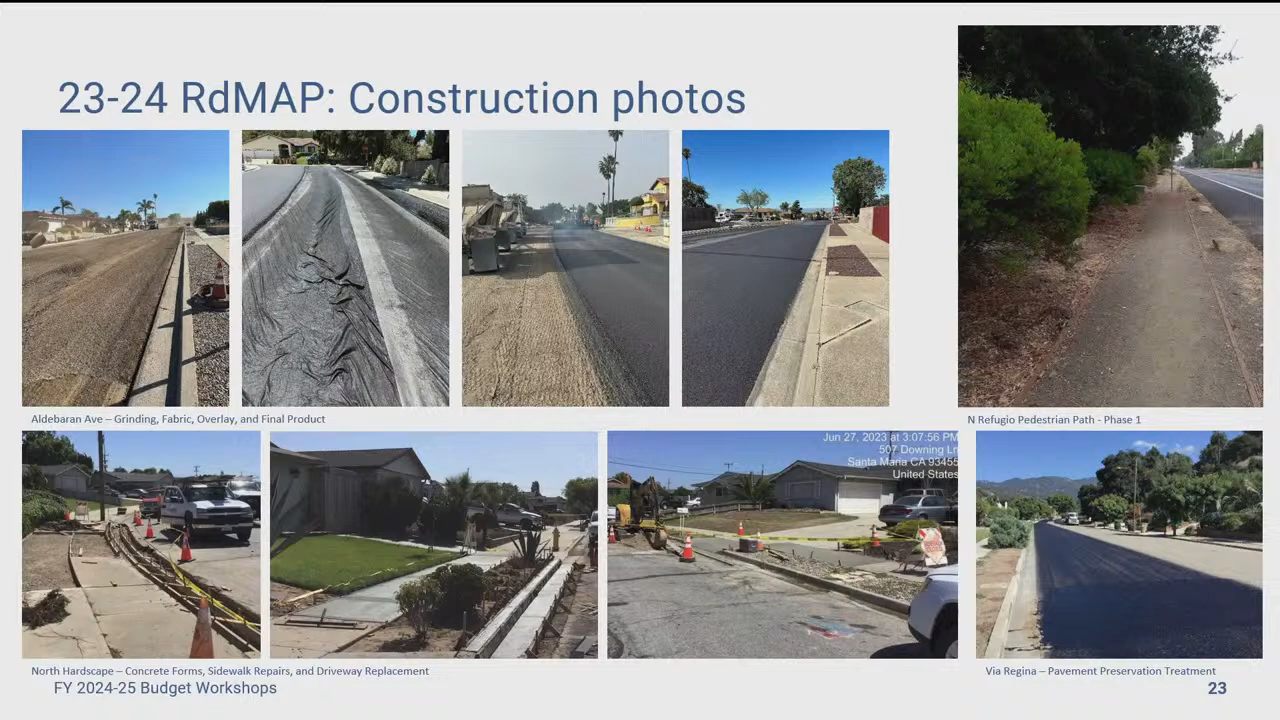 23-24 RdMAP: Construction photos
Aldebaran Ave – Grinding, Fabric, Overlay, and Final Product
N Refugio Pedestrian Path - Phase 1
Jun 27, 2023 at 3:07:56 PM
507 Downing Ln
Santa Maria CA 93455
United States
North Hardscape – Concrete Forms, Sidewalk Repairs, and Driveway Replacement
Via Regina – Pavement Preservation Treatment
FY 2024-25 Budget Workshops
23